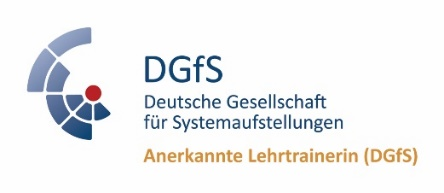 DGfS
Deutsche Gesellschaft
für Systemaufstellungen
Anerkannte Lehrtrainerin (DGfS)